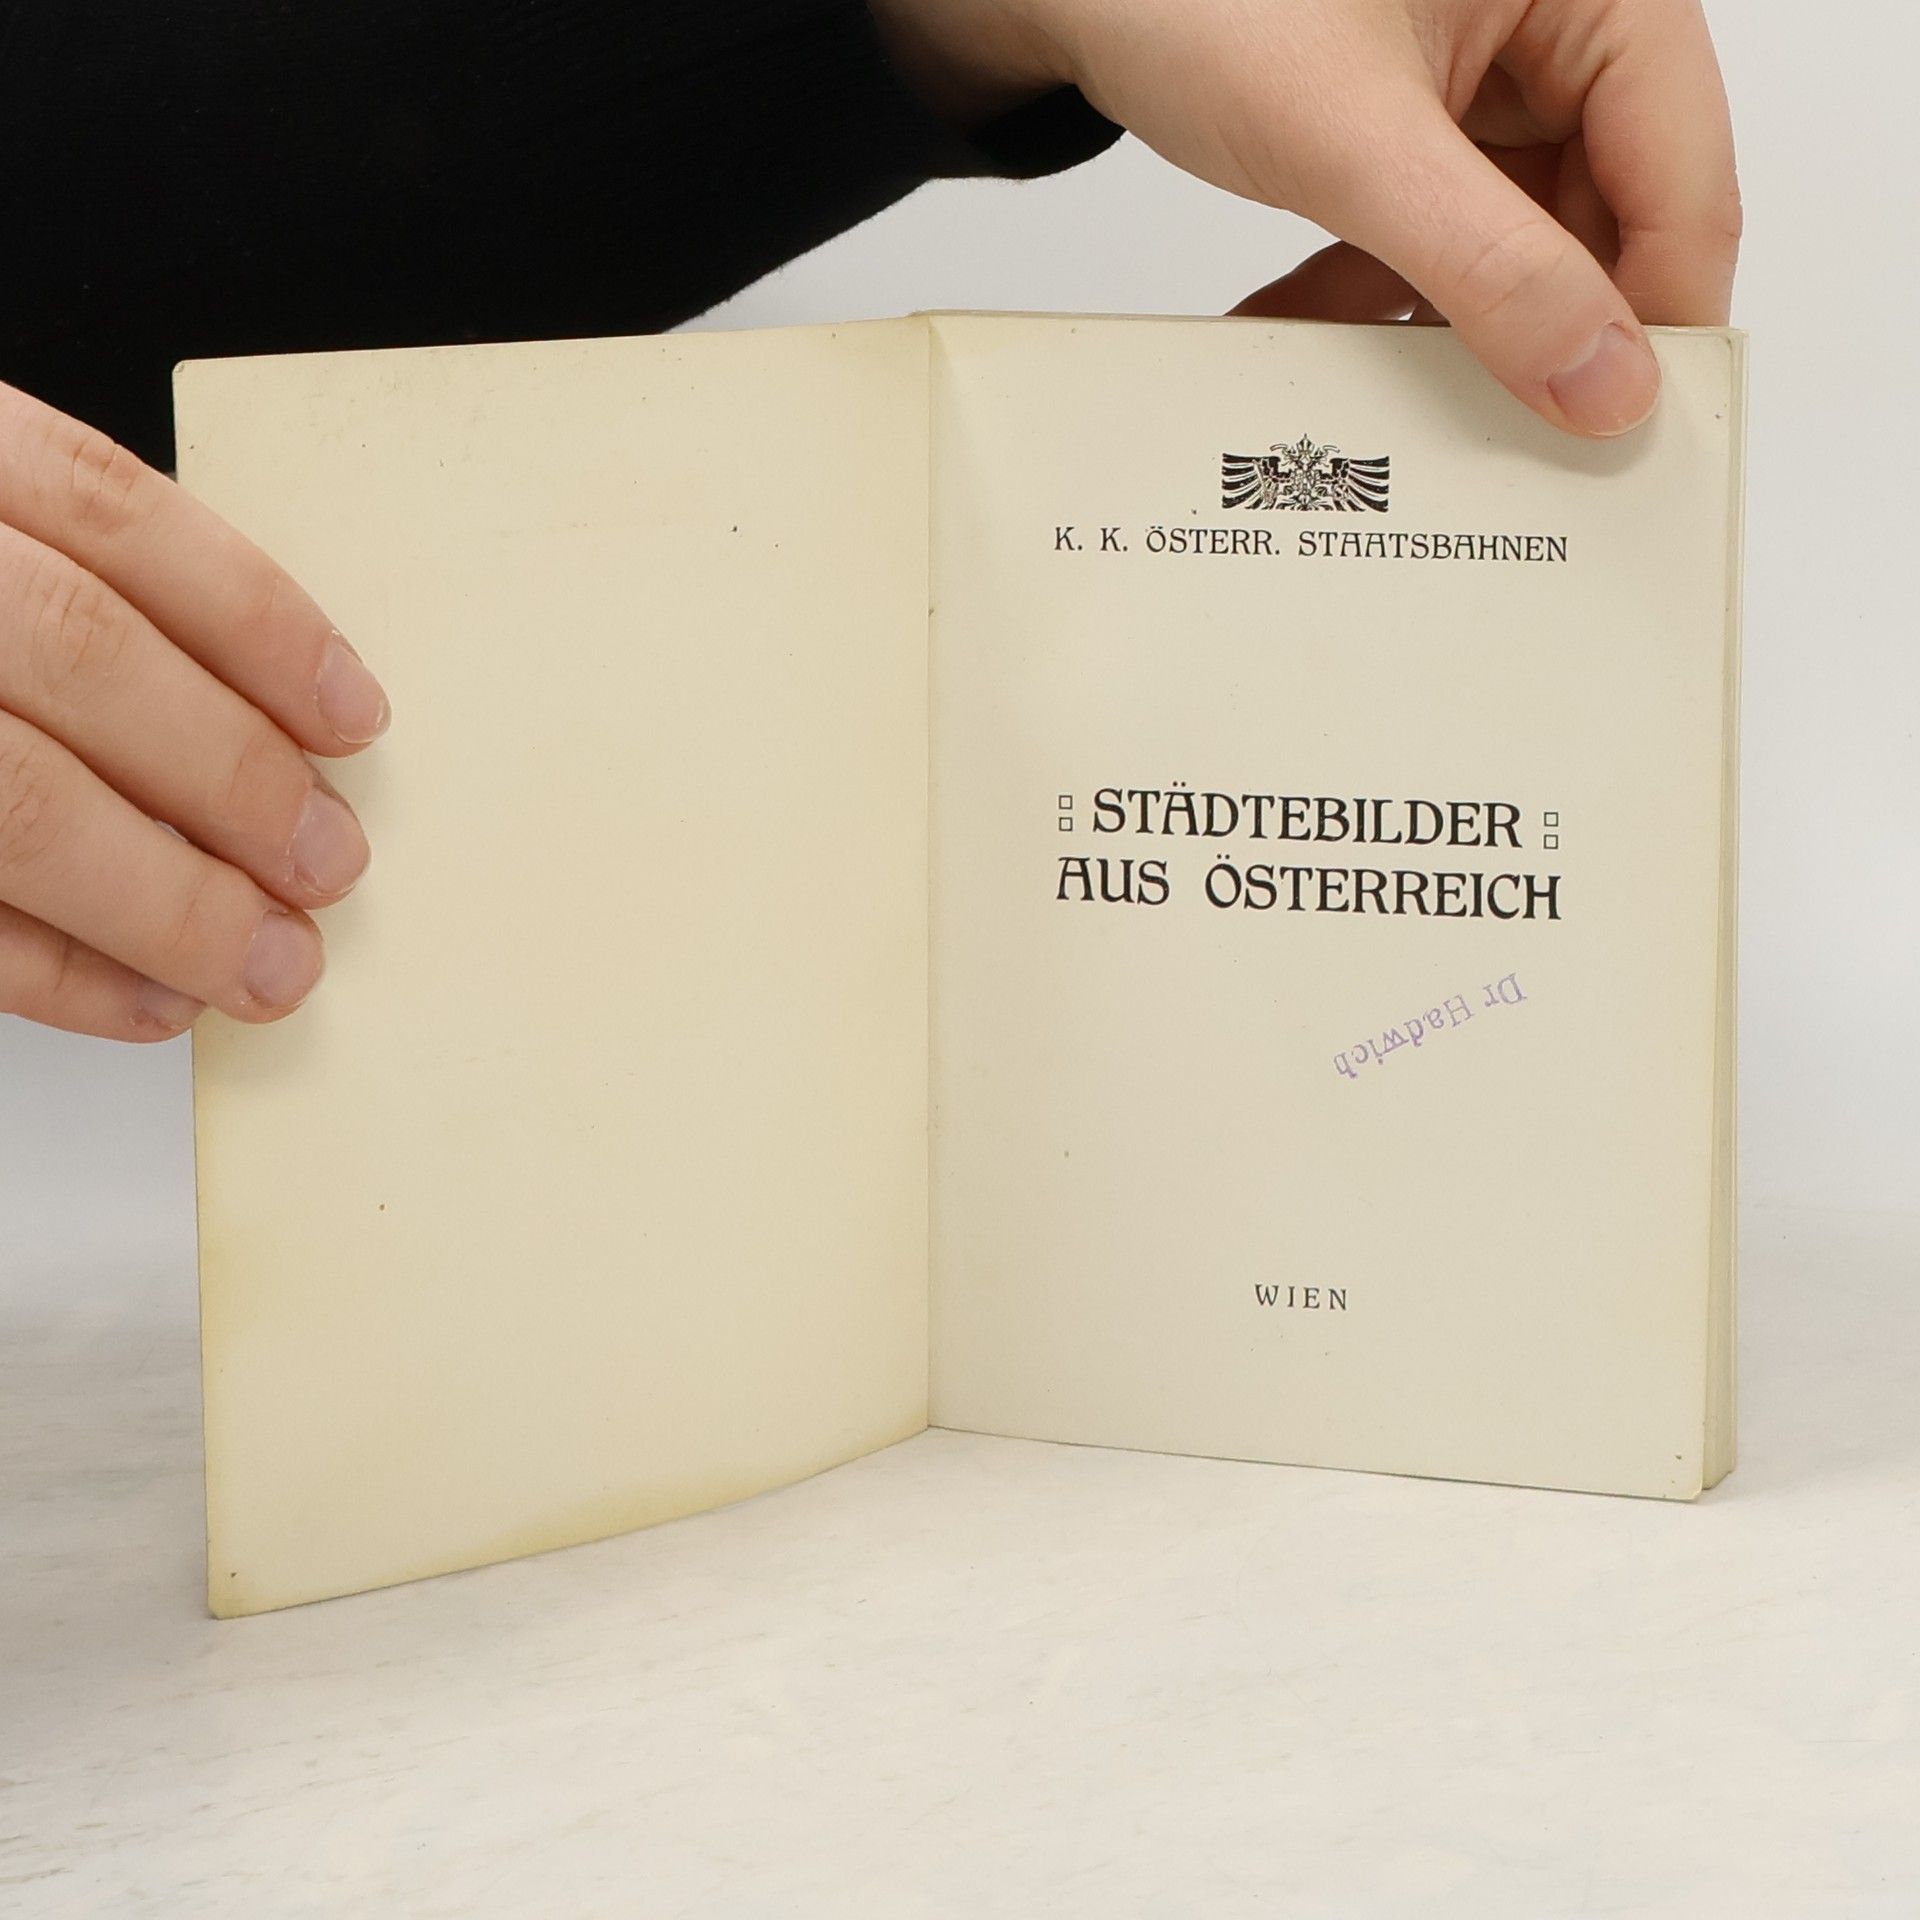 K. K. ÖSTERR. STAATSBAHNEN
STÄDTEBILDER
AUS ÖSTERREICH
Dr Hadwich
WIEN